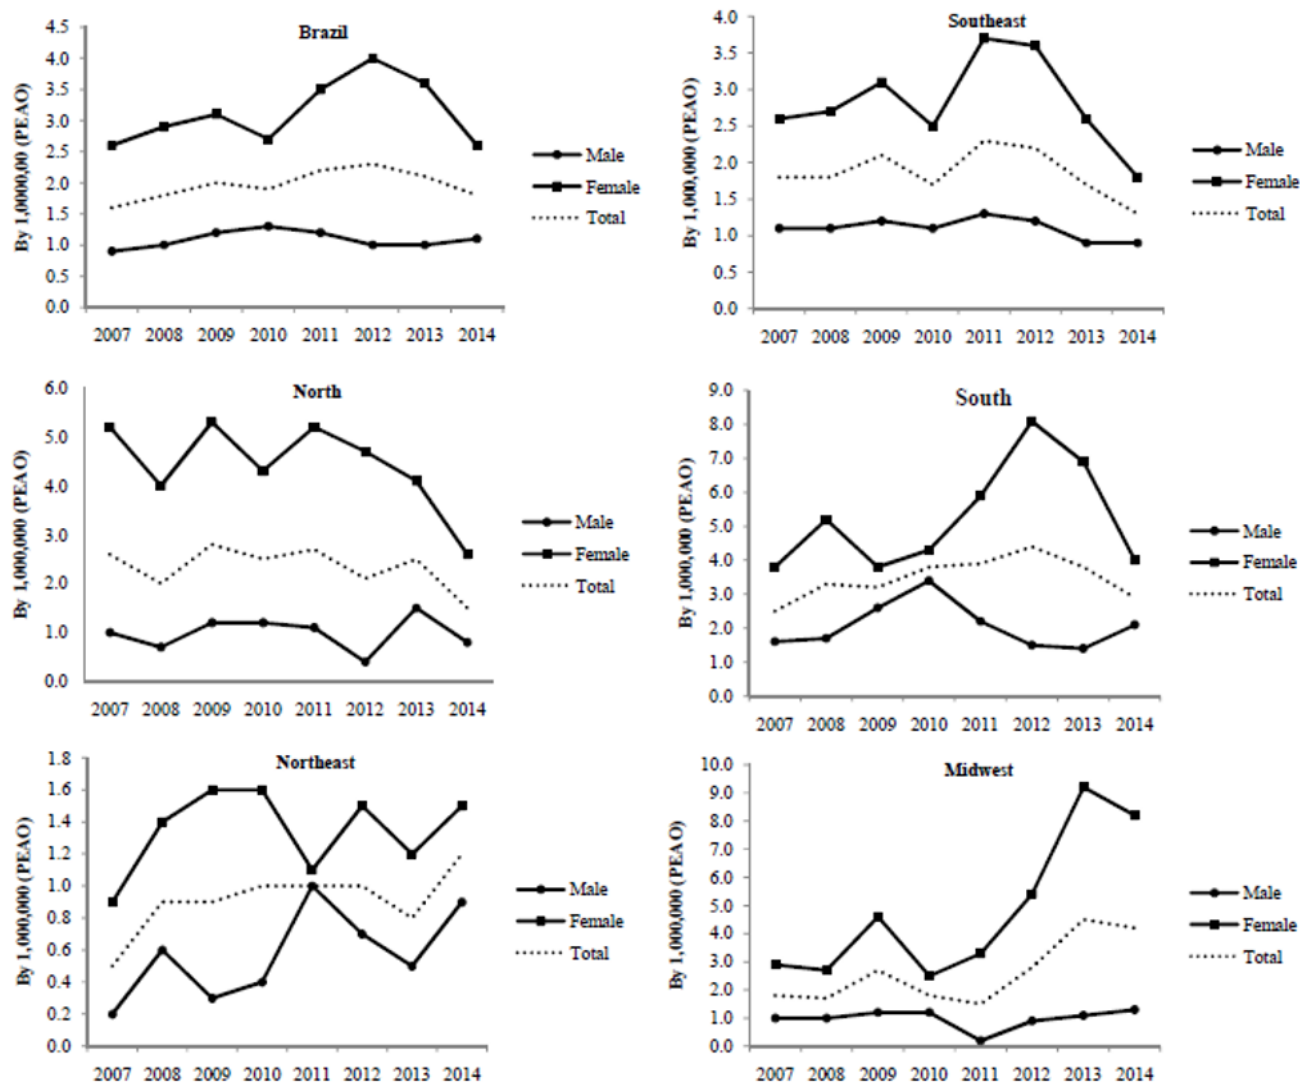 Brazil
By 1,0000,00 (PEAO)
4.5
4.0
3.5
3.0
2.5
2.0
1.5
1.0
0.5
0.0
2007 2008 2009 2010 2011 2012 2013 2014
Male
Female
Total
Southeast
By 1,000,000 (PEAO)
4.0
3.5
3.0
2.5
2.0
1.5
1.0
0.5
0.0
2007 2008 2009 2010 2011 2012 2013 2014
Male
Female
Total
North
By 1,000,000 (PEAO)
6.0
5.0
4.0
3.0
2.0
1.0
0.0
2007 2008 2009 2010 2011 2012 2013 2014
Male
Female
Total
South
By 1,000,000 (PEAO)
9.0
8.0
7.0
6.0
5.0
4.0
3.0
2.0
1.0
0.0
2007 2008 2009 2010 2011 2012 2013 2014
Male
Female
Total
Northeast
By 1,000,000 (PEAO)
1.8
1.6
1.4
1.2
1.0
0.8
0.6
0.4
0.2
0.0
2007 2008 2009 2010 2011 2012 2013 2014
Male
Female
Total
Midwest
By 1,000,000 (PEAO)
10.0
9.0
8.0
7.0
6.0
5.0
4.0
3.0
2.0
1.0
0.0
2007 2008 2009 2010 2011 2012 2013 2014
Male
Female
Total